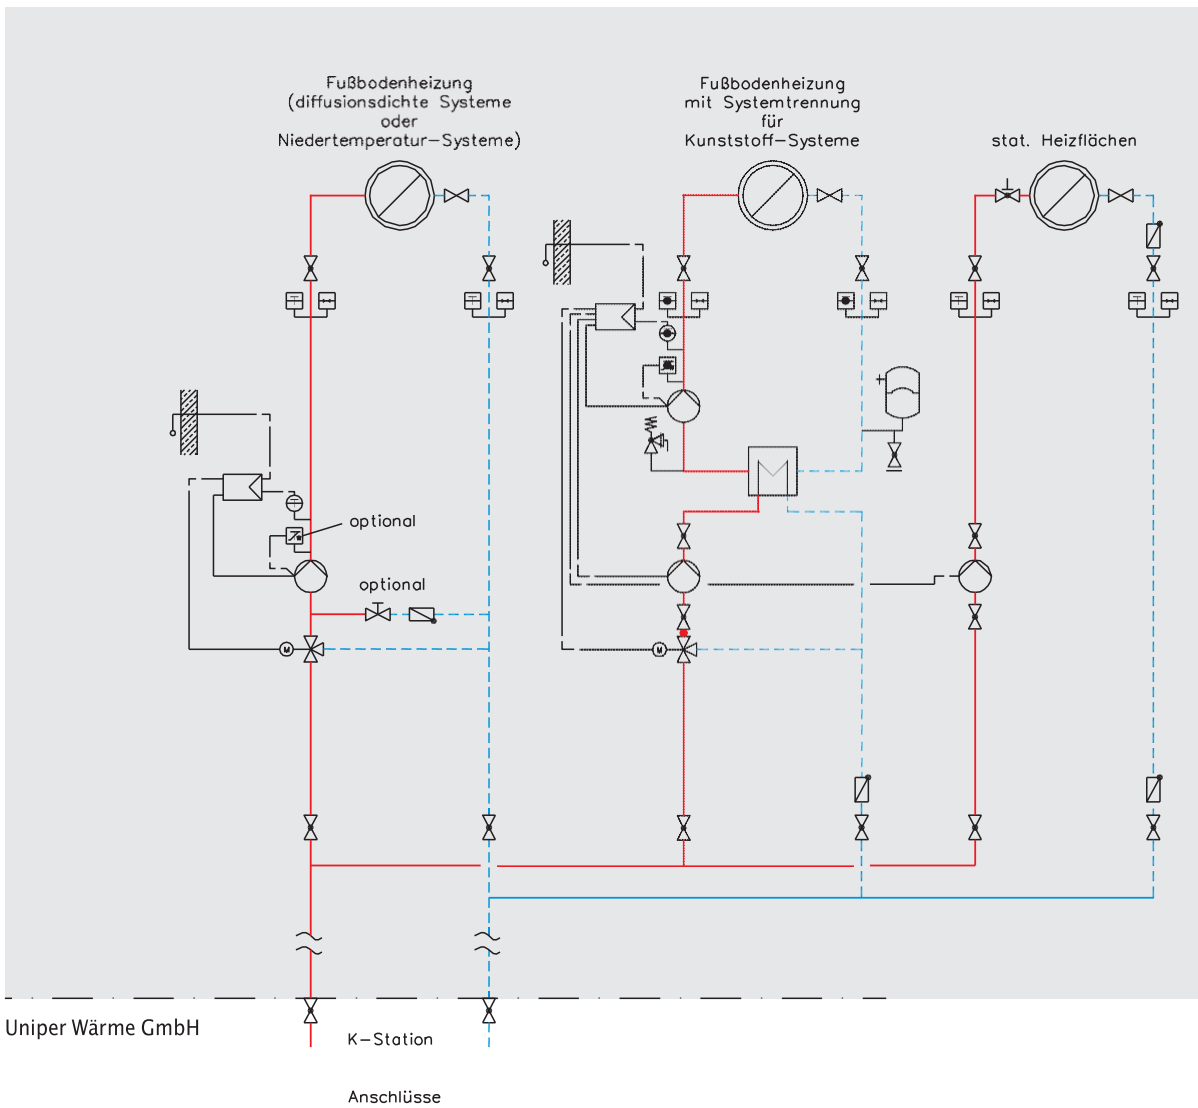 Fußbodenheizung
(diffusionsdichte Systeme
oder
Niedertemperatur-Systeme)
Fußbodenheizung
mit Systemtrennung
für
Kunststoff-Systeme
stat. Heizflächen
optional
optional
M
M
Uniper Wärme GmbH
K-Station
Anschlüsse